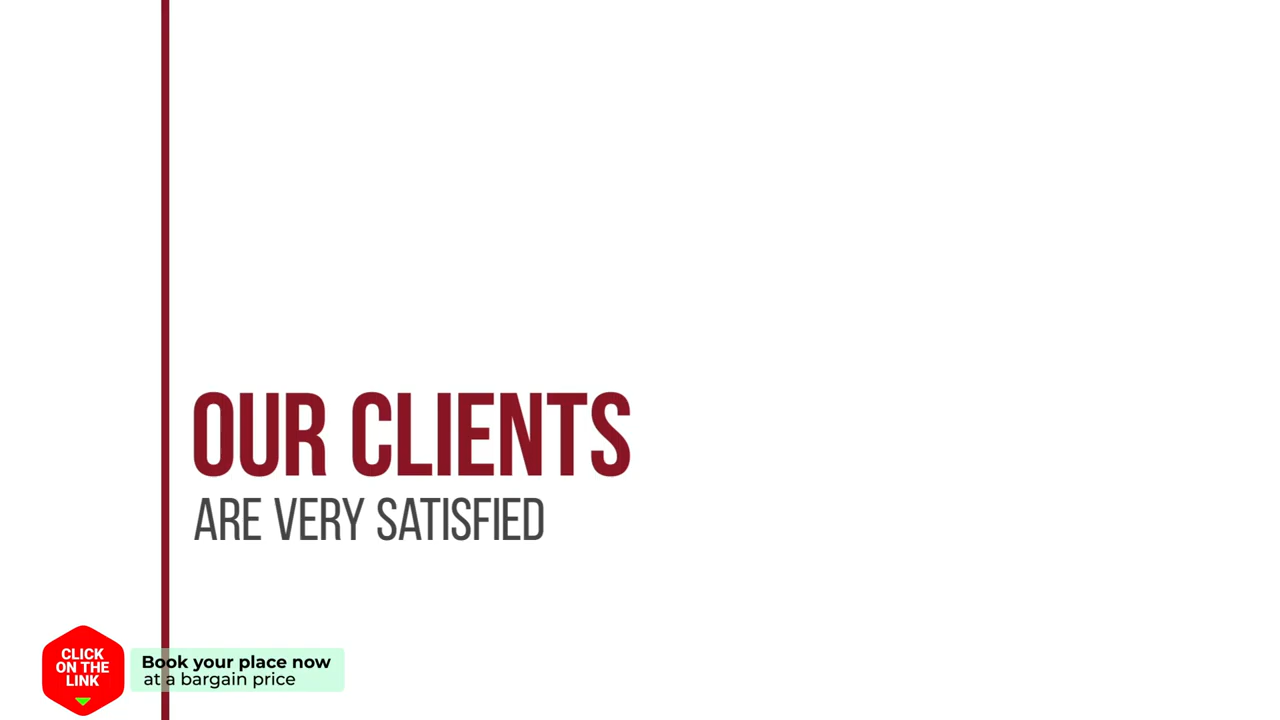 OUR CLIENTS
ARE VERY SATISFIED
CLICK
ON THE
LINK
Book your place now
at a bargain price